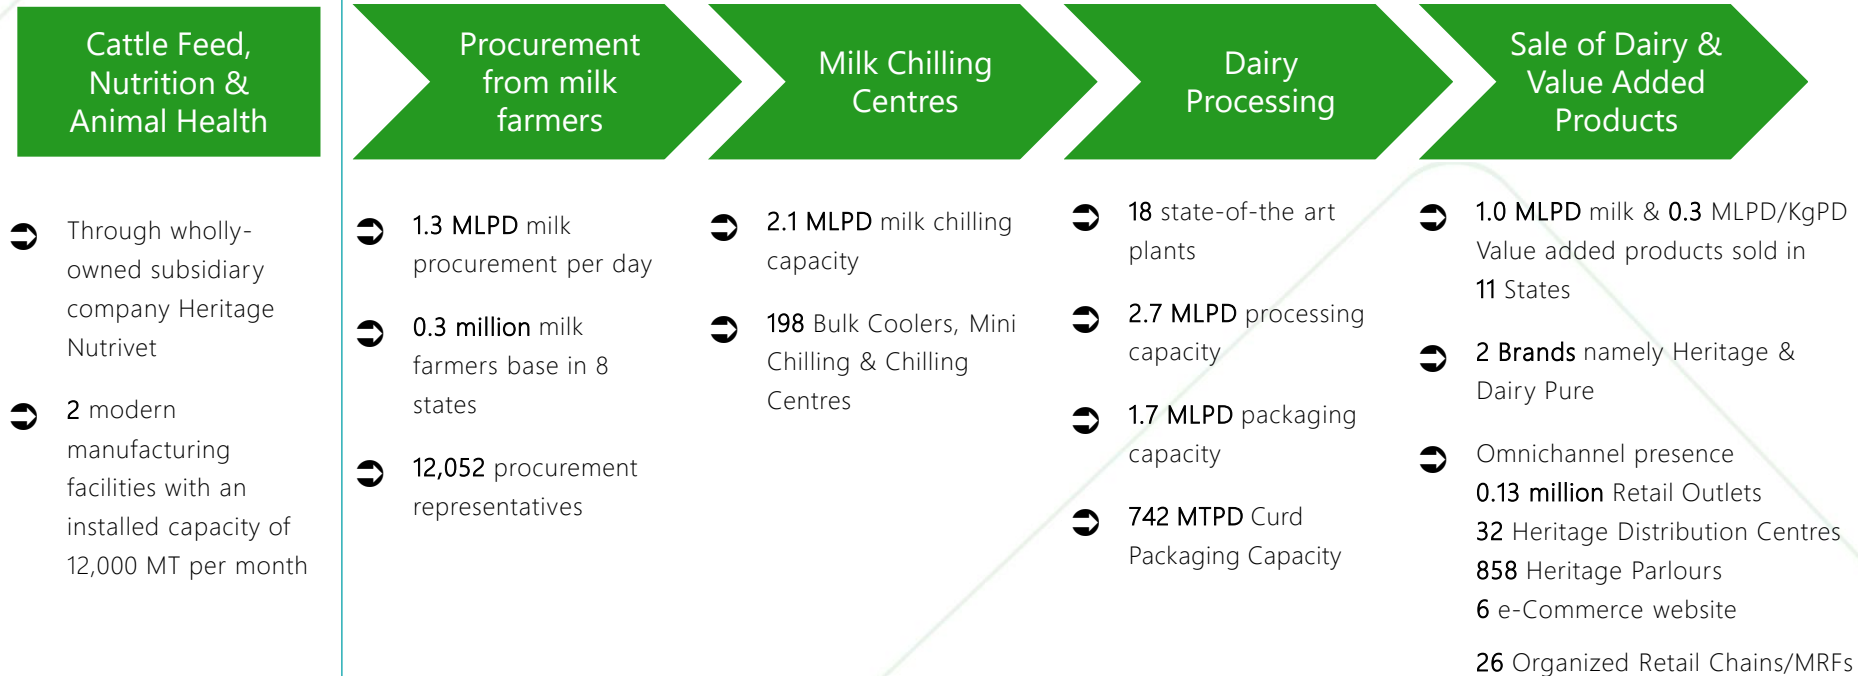 Cattle Feed,
Nutrition &
Animal Health
Through wholly-
owned subsidiary
company Heritage
Nutrivet
2 modern
manufacturing
facilities with an
installed capacity of
12,000 MT per month
Procurement
from milk
farmers
1.3 MLPD milk
procurement per day
0.3 million milk
farmers base in 8
states
12,052 procurement
representatives
Milk Chilling
Centres
2.1 MLPD milk chilling
capacity
198 Bulk Coolers, Mini
Chilling & Chilling
Centres
Dairy
Processing
18 state-of-the art
plants
2.7 MLPD processing
capacity
1.7 MLPD packaging
capacity
742 MTPD Curd
Packaging Capacity
Sale of Dairy &
Value Added
Products
1.0 MLPD milk & 0.3 MLPD/KgPD
Value added products sold in
11 States
2 Brands namely Heritage &
Dairy Pure
Omnichannel presence
0.13 million Retail Outlets
32 Heritage Distribution Centres
858 Heritage Parlours
6 e-Commerce website
26 Organized Retail Chains/MRFs